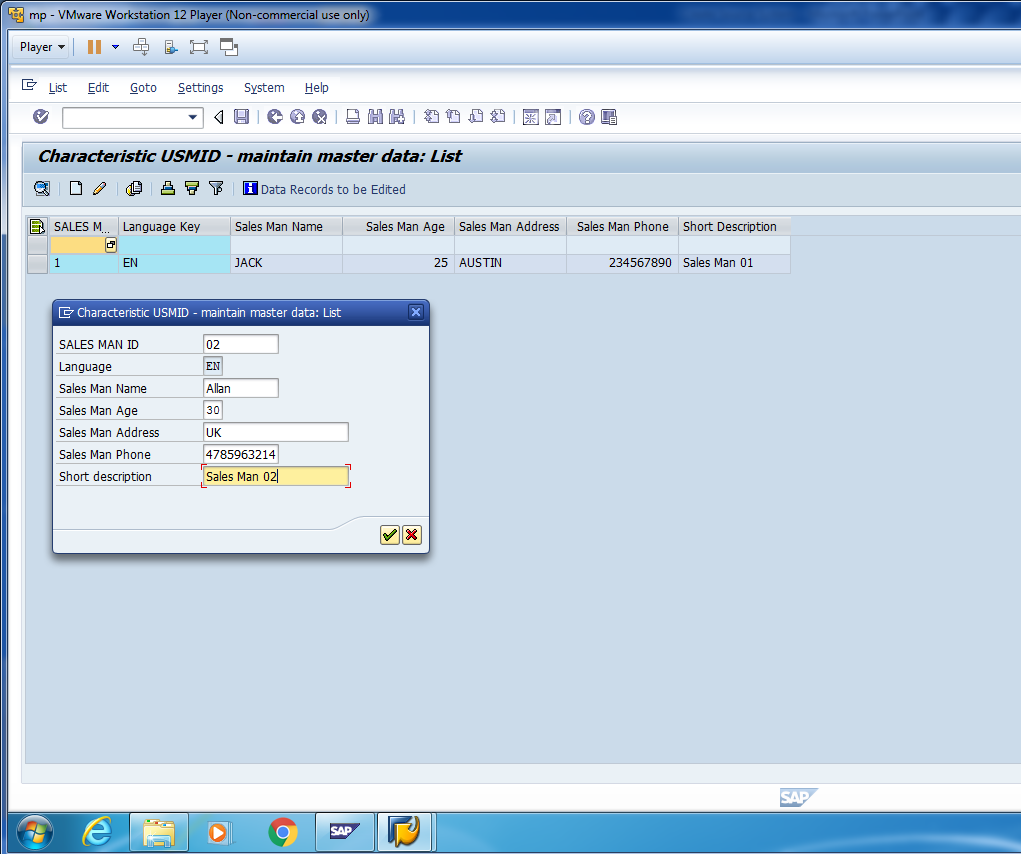 mp - VMware Workstation 12 Player (Non-commercial use only)
Player
List Edit Goto Settings System Help
Characteristic USMID - maintain master data: List
Data Records to be Edited
SALES M... Language Key Sales Man Name Sales Man Age Sales Man Address Sales Man Phone Short Description
1 EN JACK 25 AUSTIN 234567890 Sales Man 01
Characteristic USMID - maintain master data: List
SALES MAN ID 02
Language EN
Sales Man Name Allan
Sales Man Age 30
Sales Man Address UK
Sales Man Phone 4785963214
Short description Sales Man 02
SAP
SAP